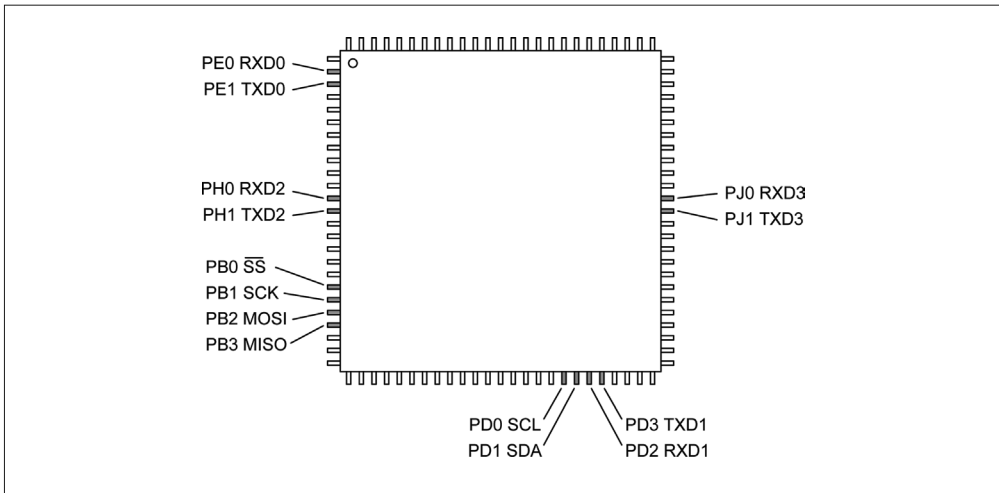 PE0 RXD0
PE1 TXD0
PH0 RXD2
PH1 TXD2
PB0 S̅S̅
PB1 SCK
PB2 MOSI
PB3 MISO
PJ0 RXD3
PJ1 TXD3
PD0 SCL
PD1 SDA
PD3 TXD1
PD2 RXD1